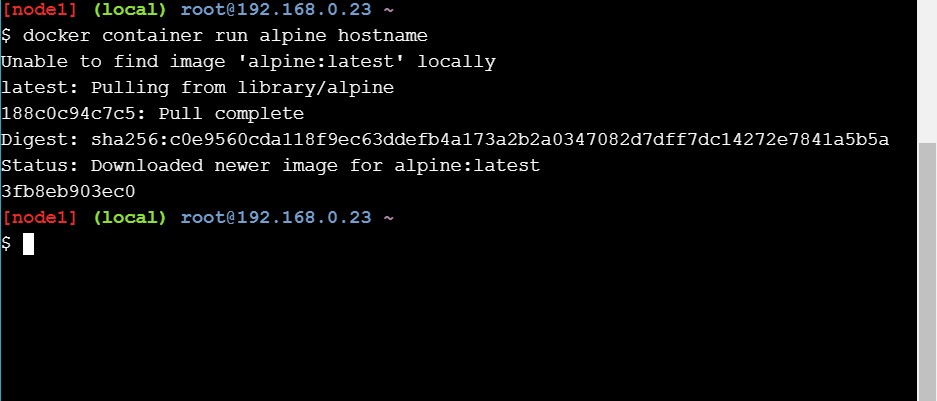 [node1] (local) root@192.168.0.23 ~
$ docker container run alpine hostname
Unable to find image 'alpine:latest' locally
latest: Pulling from library/alpine
188c0c94c7c5: Pull complete
Digest: sha256:c0e9560cda118f9ec63ddefb4a173a2b2a0347082d7dff7dc14272e7841a5b5a
Status: Downloaded newer image for alpine:latest
3fb8eb903ec0
[node1] (local) root@192.168.0.23 ~
$